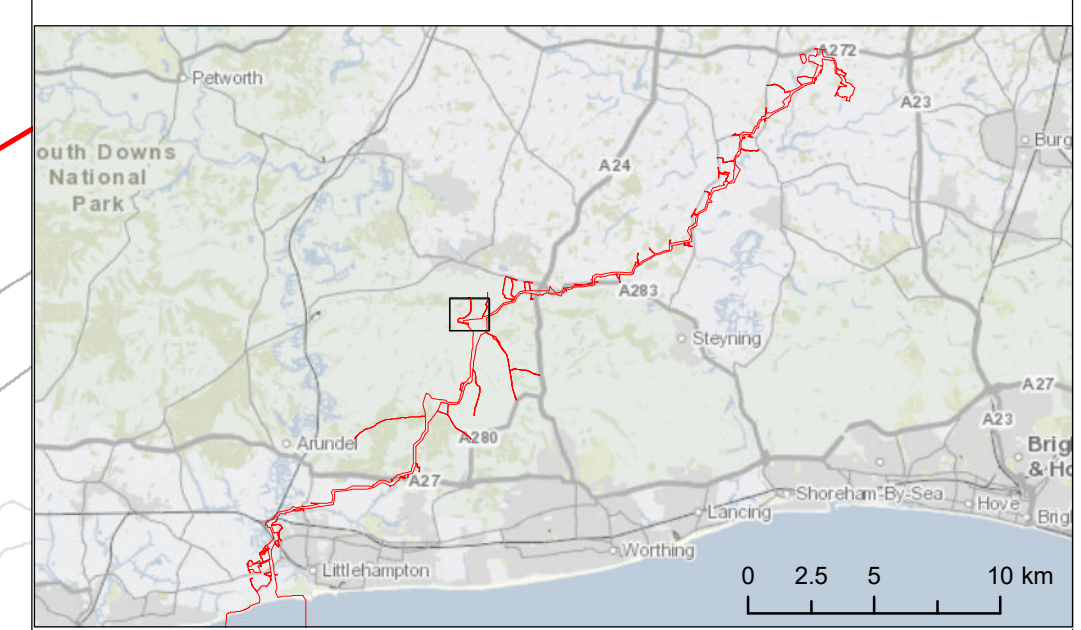 A272
Petworth
A23
Burg
outh Downs
National
Park
A24
A283
Steyning
A27
A23
Arundel
A280
Brig
& Ho
A27
Shoreham-By-Sea
Hove
Lancing
Brig
Worthing
Littlehampton
0 2.5 5 10 km